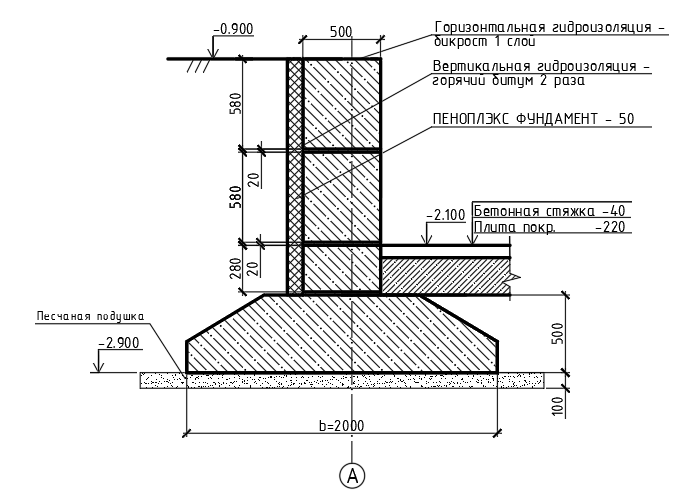 -0.900
500
Горизонтальная гидроизоляция -
бикрост 1 слой
Вертикальная гидроизоляция -
горячий битум 2 раза
580
ПЕНОПЛЭКС ФУНДАМЕНТ - 50
580
20
-2.100
Бетонная стяжка -40
Плита покр. -220
280
20
Песчаная подушка
-2.900
500
100
b=2000
А